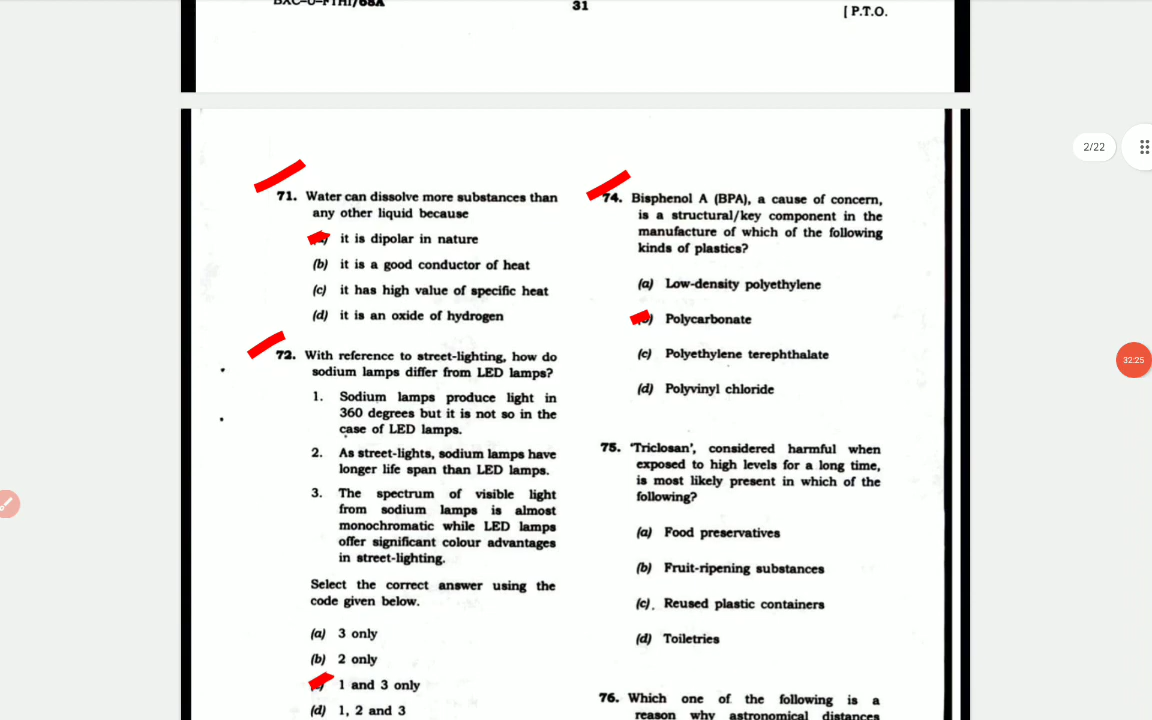 31
[ P.T.O.
71. Water can dissolve more substances than
any other liquid because
it is dipolar in nature
(b) it is a good conductor of heat
(c) it has high value of specific heat
(d) it is an oxide of hydrogen
72. With reference to street-lighting, how do
sodium lamps differ from LED lamps?
1. Sodium lamps produce light in
360 degrees but it is not so in the
case of LED lamps.
2. As street-lights, sodium lamps have
longer life span than LED lamps.
3. The spectrum of visible light
from sodium lamps is almost
monochromatic while LED lamps
offer significant colour advantages
in street-lighting.
Select the correct answer using the
code given below.
(a) 3 only
(b) 2 only
1 and 3 only
(d) 1, 2 and 3
74. Bisphenol A (BPA), a cause of concern,
is a structural/key component in the
manufacture of which of the following
kinds of plastics?
(a) Low-density polyethylene
Polycarbonate
(c) Polyethylene terephthalate
(d) Polyvinyl chloride
75. 'Triclosan', considered harmful when
exposed to high levels for a long time,
is most likely present in which of the
following?
(a) Food preservatives
(b) Fruit-ripening substances
(c) Reused plastic containers
(d) Toiletries
76. Which one of the following is a
reason why astronomical distances
2/22
32:25